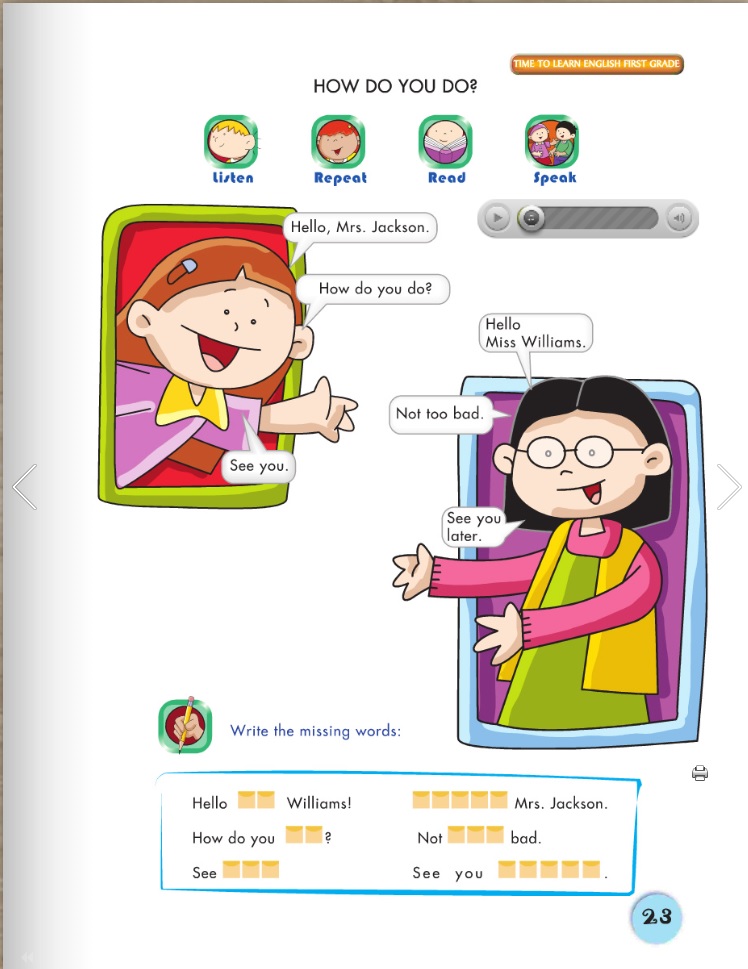 TIME TO LEARN ENGLISH FIRST GRADE
HOW DO YOU DO?
Listen
Repeat
Read
Speak
Hello, Mrs. Jackson.
How do you do?
See you.
Hello
Miss Williams.
Not too bad.
See you
later.
Write the missing words:
Hello Williams!
Mrs. Jackson.
How do you ?
Not bad.
See
See you .
23